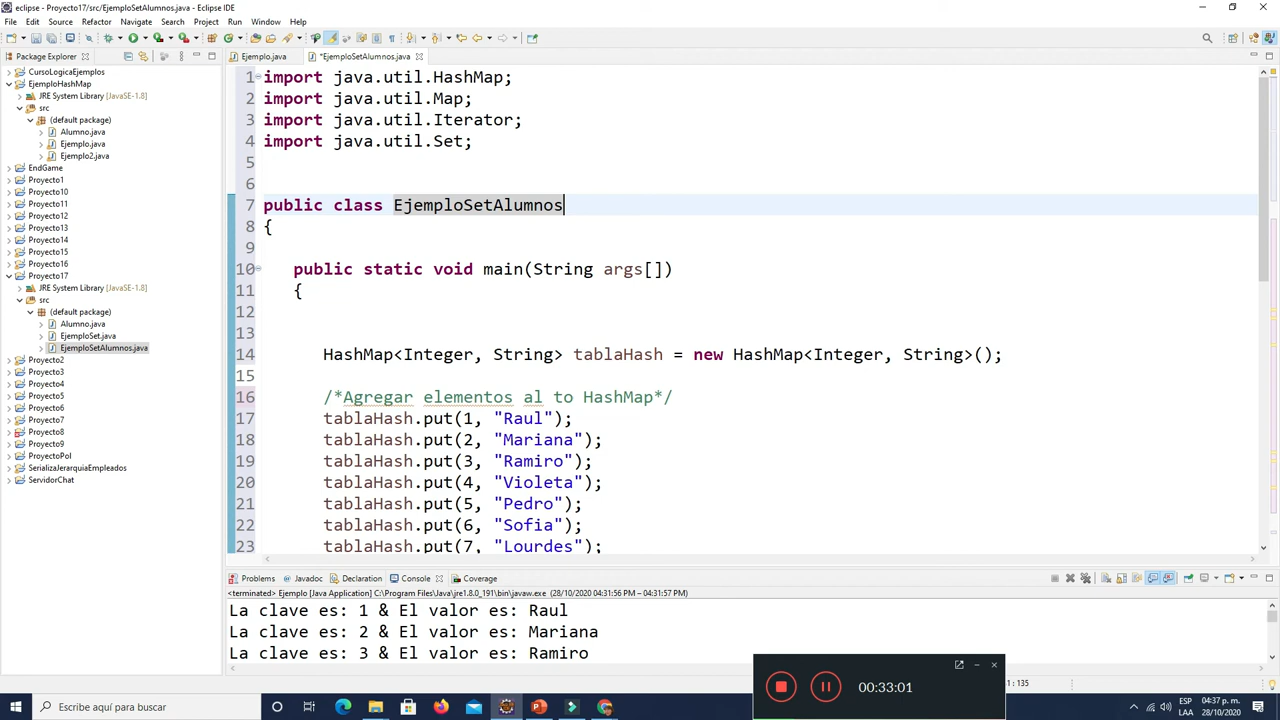 eclipse - Proyecto17/src/EjemploSetAlumnos.java - Eclipse IDE
File Edit Source Refactor Navigate Search Project Run Window Help
Package Explorer
CursoLogicaEjemplos
EjemploHashMap
JRE System Library [JavaSE-1.8]
src
(default package)
Alumno.java
Ejemplo.java
Ejemplo2.java
EndGame
Proyecto1
Proyecto10
Proyecto11
Proyecto12
Proyecto13
Proyecto14
Proyecto15
Proyecto16
Proyecto17
JRE System Library [JavaSE-1.8]
src
(default package)
Alumno.java
EjemploSet.java
EjemploSetAlumnos.java
Proyecto2
Proyecto3
Proyecto4
Proyecto5
Proyecto6
Proyecto7
Proyecto8
Proyecto9
ProyectoPol
SerializaJerarquiaEmpleados
ServidorChat
Ejemplo.java *EjemploSetAlumnos.java
1 import java.util.HashMap;
2 import java.util.Map;
3 import java.util.Iterator;
4 import java.util.Set;
5
6
7 public class EjemploSetAlumnos
8 {
9
10 public static void main(String args[])
11 {
12
13
14 HashMap<Integer, String> tablaHash = new HashMap<Integer, String>();
15
16 /*Agregar elementos al to HashMap*/
17 tablaHash.put(1, "Raul");
18 tablaHash.put(2, "Mariana");
19 tablaHash.put(3, "Ramiro");
20 tablaHash.put(4, "Violeta");
21 tablaHash.put(5, "Pedro");
22 tablaHash.put(6, "Sofia");
23 tablaHash.put(7, "Lourdes");
Problems Javadoc Declaration Console Coverage
<terminated> Ejemplo [Java Application] C:\Program Files\Java\jre1.8.0_191\bin\javaw.exe (28/10/2020 04:31:56 PM – 04:31:57 PM)
La clave es: 1 & El valor es: Raul
La clave es: 2 & El valor es: Mariana
La clave es: 3 & El valor es: Ramiro
00:33:01
: 135
Escribe aquí para buscar
ESP
LAA
04:37 p. m.
28/10/2020